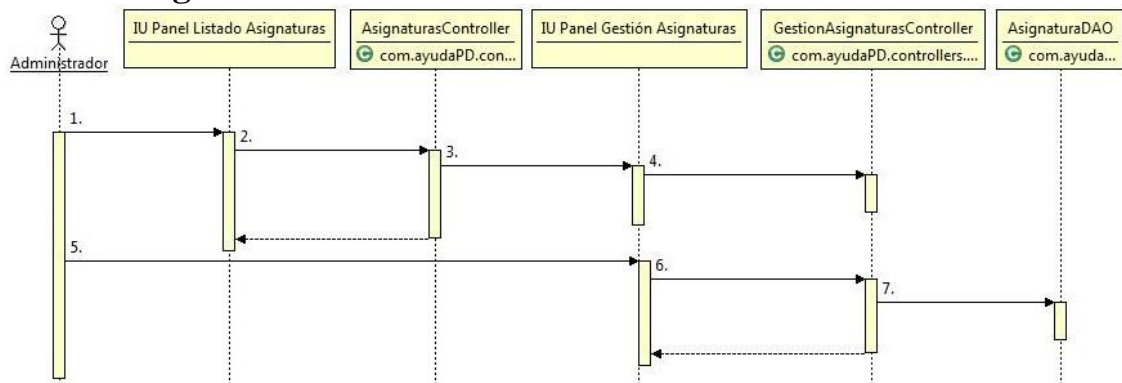 IU Panel Listado Asignaturas
AsignaturasController
com.ayudaPD.con...
IU Panel Gestión Asignaturas
GestionAsignaturasController
com.ayudaPD.controllers....
AsignaturaDAO
com.ayuda...
Administrador
1.
2.
3.
4.
5.
6.
7.